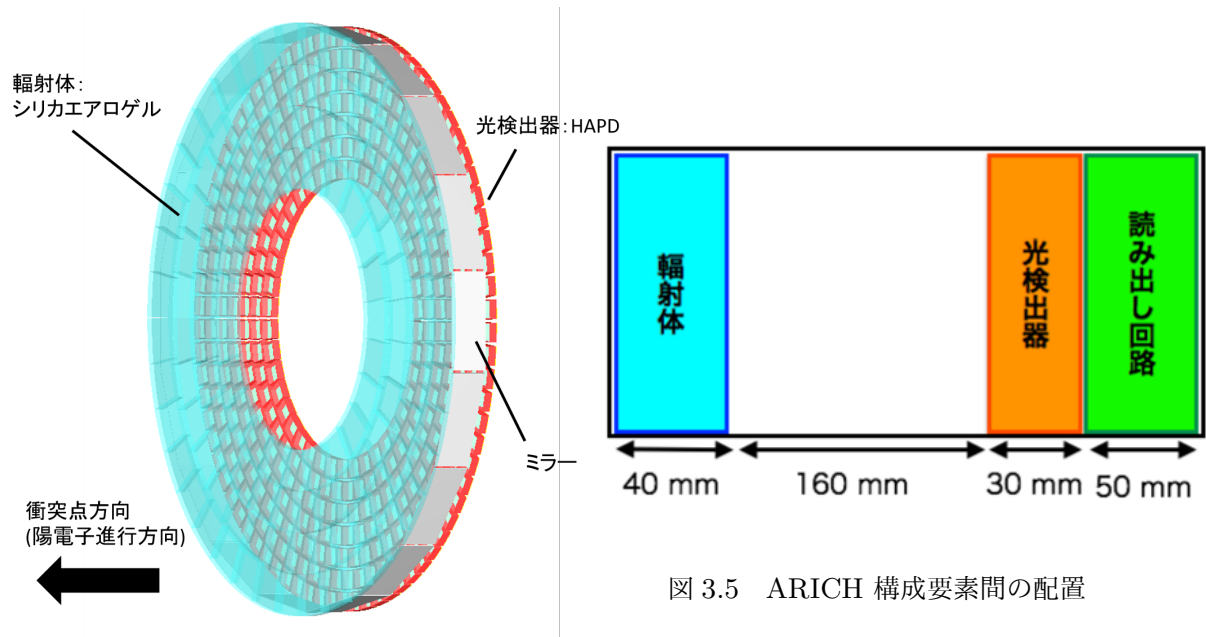 輻射体：
シリカエアロゲル
光検出器：HAPD
ミラー
衝突点方向
(陽電子進行方向)
輻射体
光検出器
読み出し回路
40 mm
160 mm
30 mm
50 mm
図 3.5　ARICH 構成要素間の配置